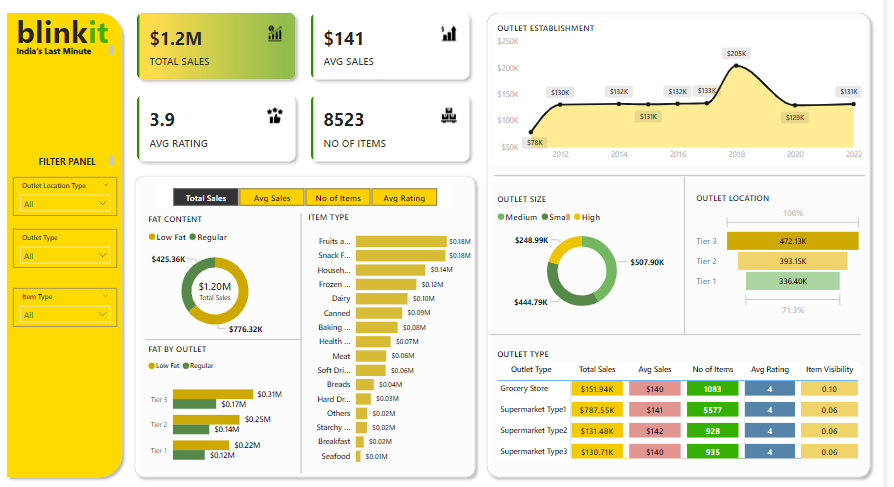 blinkit
India's Last Minute
FILTER PANEL
Outlet Location Type
All
Outlet Type
All
Item Type
All
$1.2M
TOTAL SALES
$141
AVG SALES
3.9
AVG RATING
8523
NO OF ITEMS
Total Sales Avg Sales No of Items Avg Rating
FAT CONTENT
Low Fat Regular
$425.36K
$1.20M
Total Sales
$776.32K
FAT BY OUTLET
Low Fat Regular
Tier 3 $0.31M
$0.17M
Tier 2 $0.25M
$0.14M
Tier 1 $0.22M
$0.12M
ITEM TYPE
Fruits a... $0.18M
Snack F... $0.18M
Househ... $0.14M
Frozen ... $0.12M
Dairy $0.10M
Canned $0.09M
Baking ... $0.08M
Health ... $0.07M
Meat $0.06M
Soft Dri... $0.06M
Breads $0.04M
Hard Dr... $0.03M
Others $0.02M
Starchy ... $0.02M
Breakfast $0.02M
Seafood $0.01M
OUTLET ESTABLISHMENT
$250K
$200K
$150K
$100K
$50K
$78K $130K $132K $131K $132K $133K $205K $129K $131K
2012 2014 2016 2018 2020 2022
OUTLET SIZE
Medium Small High
$248.99K
$507.90K
$444.79K
OUTLET LOCATION
100%
Tier 3 472.13K
Tier 2 393.15K
Tier 1 336.40K
71.3%
OUTLET TYPE
Outlet Type Total Sales Avg Sales No of Items Avg Rating Item Visibility
Grocery Store $151.94K $140 1083 4 0.10
Supermarket Type1 $787.55K $141 5577 4 0.06
Supermarket Type2 $131.48K $142 928 4 0.06
Supermarket Type3 $130.71K $140 935 4 0.06